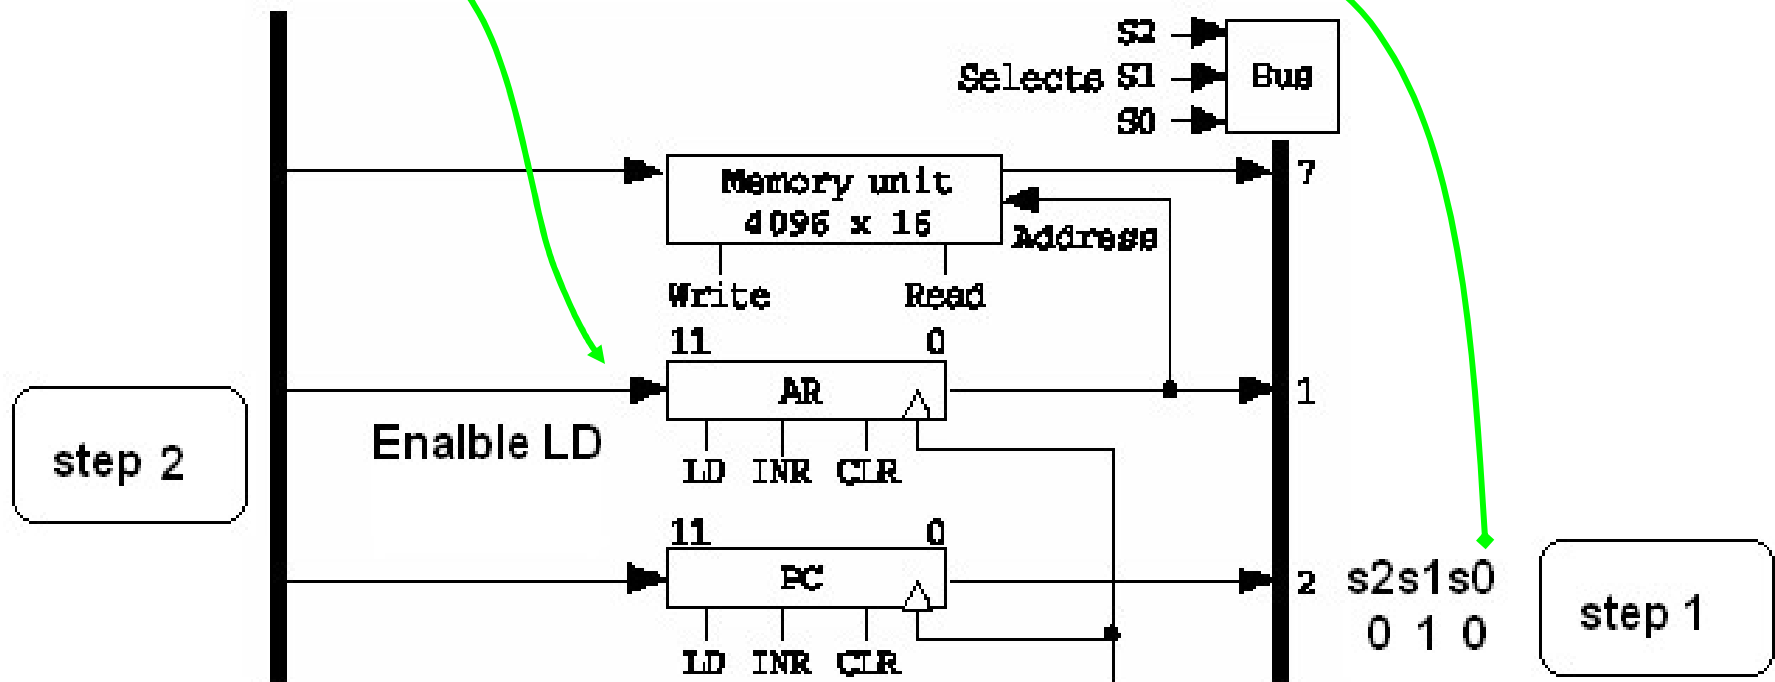 S2
Selects S1
S0
Bus
7
Memory unit
4096 x 16
Address
Write Read
11 0
AR
1
Enalble LD
LD INR CLR
step 2
11 0
PC
2
s2s1s0
0 1 0
step 1
LD INR CLR